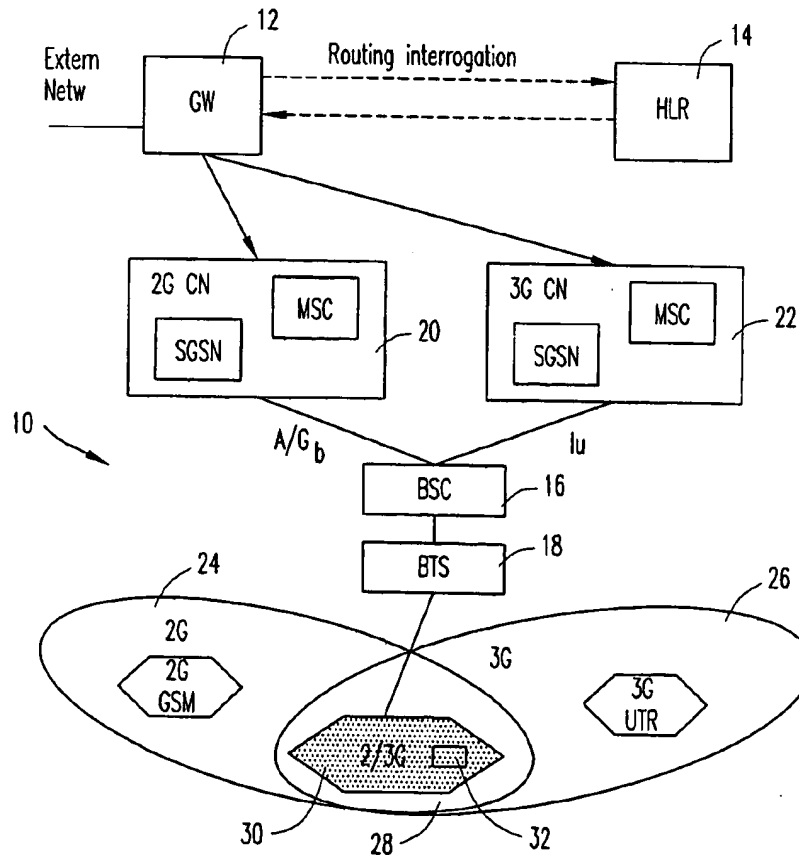 12
Extern
Netw
GW
Routing interrogation
14
HLR
2G CN
MSC
SGSN
20
3G CN
MSC
SGSN
22
10
A/Gb
Iu
BSC
16
BTS
18
24
2G
2G
GSM
3G
26
3G
UTR
2/3G
30
28
32